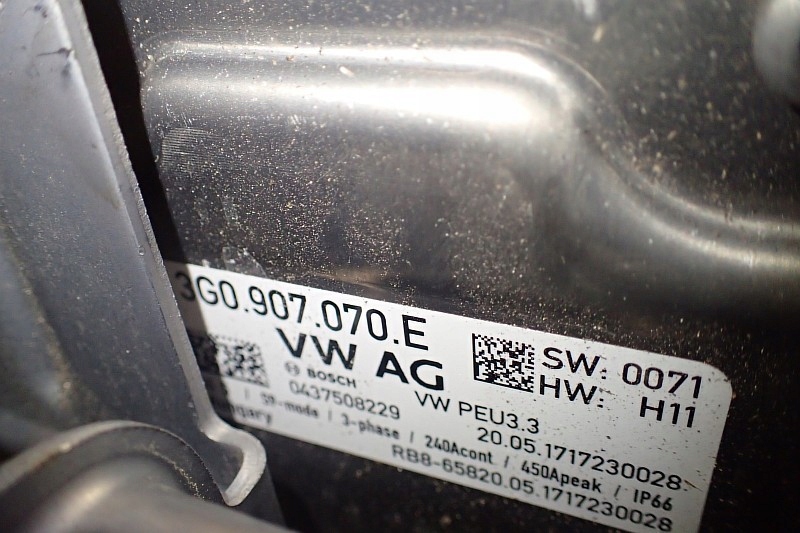 3G0.907.070.E
VW AG
BOSCH
0437508229
VW PEU3.3
SW: 0071
HW: H11
20.05.1717230028
/ / 3-phase / 240Acont / 450Apeak / IP66
RB8-65820.05.1717230028